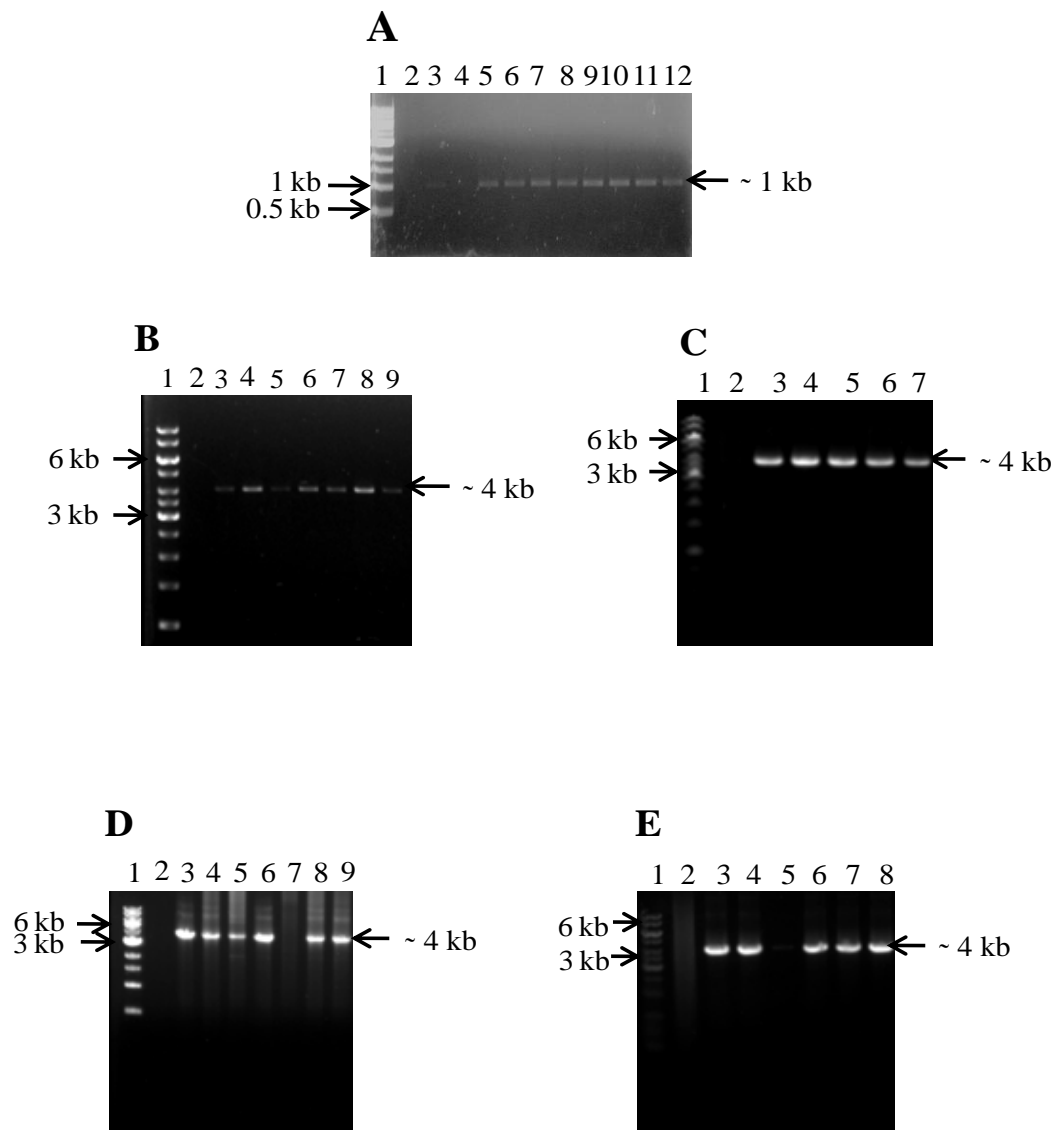 A
1 2 3 4 5 6 7 8 9 10 11 12
1 kb
~ 1 kb
0.5 kb
B
1 2 3 4 5 6 7 8 9
6 kb
~ 4 kb
3 kb
C
1 2 3 4 5 6 7
6 kb
~ 4 kb
3 kb
D
1 2 3 4 5 6 7 8 9
6 kb
3 kb
~ 4 kb
E
1 2 3 4 5 6 7 8
6 kb
~ 4 kb
3 kb